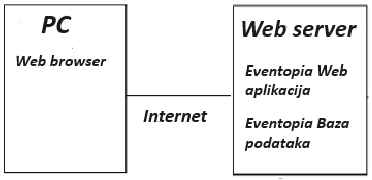 PC
Web browser
Internet
Web server
Eventopia Web
aplikacija
Eventopia Baza
podataka